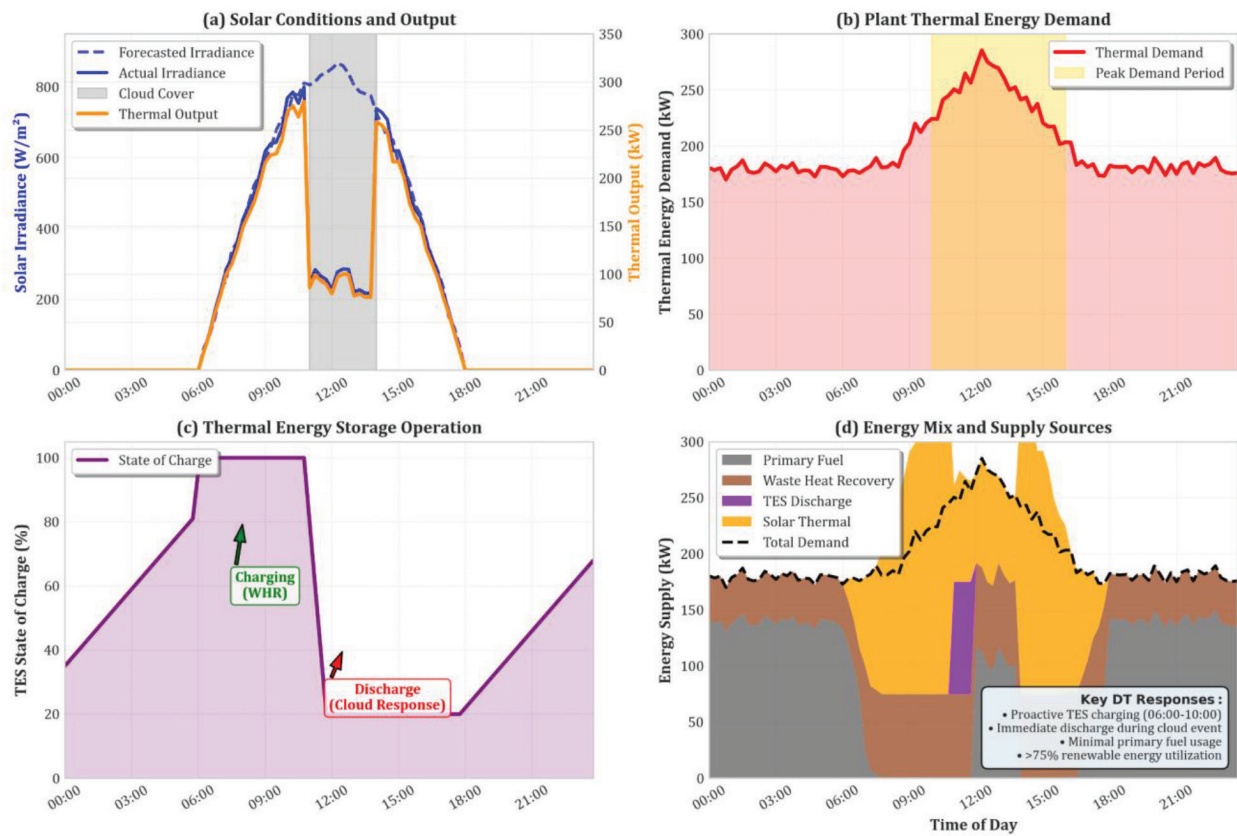 (a) Solar Conditions and Output
Forecasted Irradiance
Actual Irradiance
Cloud Cover
Thermal Output
Solar Irradiance (W/m²)
800
600
400
200
0
Thermal Output (kW)
350
300
250
200
150
100
50
0
00:00 03:00 06:00 09:00 12:00 15:00 18:00 21:00
(b) Plant Thermal Energy Demand
Thermal Demand
Peak Demand Period
Thermal Energy Demand (kW)
300
250
200
150
100
50
0
00:00 03:00 06:00 09:00 12:00 15:00 18:00 21:00
(c) Thermal Energy Storage Operation
State of Charge
TES State of Charge (%)
100
80
60
40
20
0
Charging
(WHR)
Discharge
(Cloud Response)
00:00 03:00 06:00 09:00 12:00 15:00 18:00 21:00
(d) Energy Mix and Supply Sources
Primary Fuel
Waste Heat Recovery
TES Discharge
Solar Thermal
Total Demand
Energy Supply (kW)
300
250
200
150
100
50
0
Key DT Responses :
• Proactive TES charging (06:00-10:00)
• Immediate discharge during cloud event
• Minimal primary fuel usage
• >75% renewable energy utilization
00:00 03:00 06:00 09:00 12:00 15:00 18:00 21:00
Time of Day